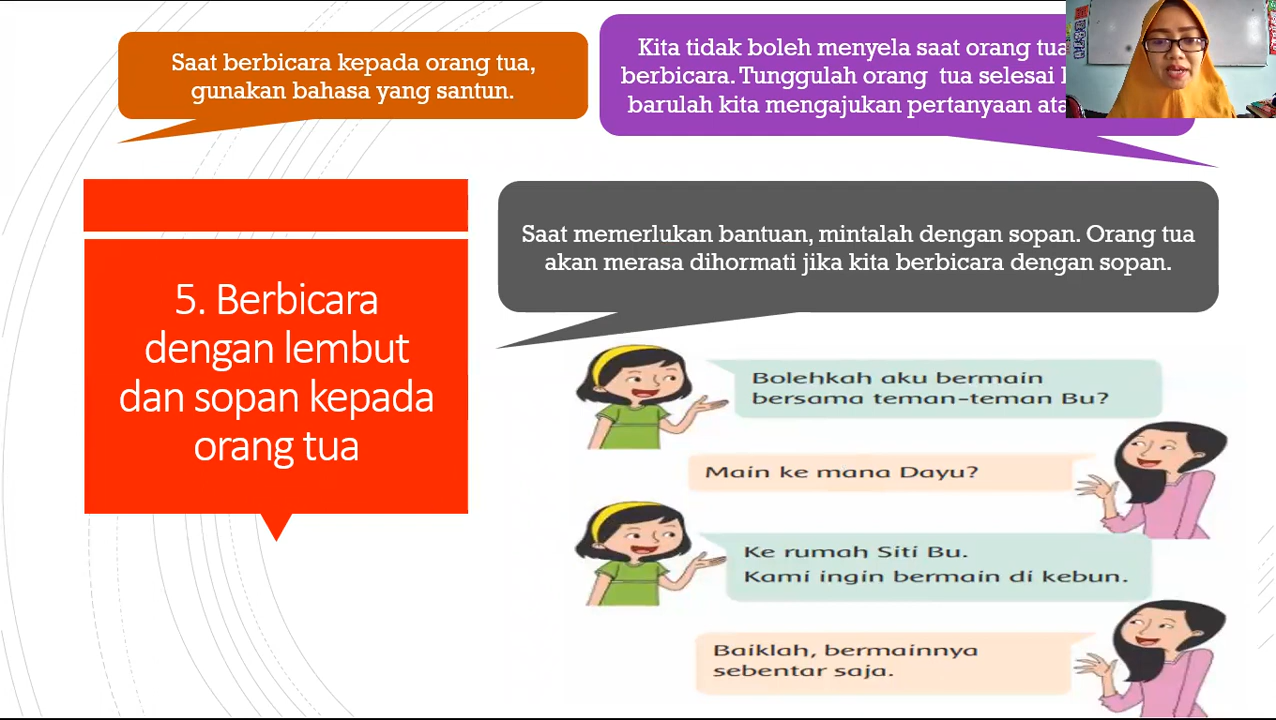 Saat berbicara kepada orang tua,
gunakan bahasa yang santun.
Kita tidak boleh menyela saat orang tua
berbicara. Tunggulah orang tua selesai
barulah kita mengajukan pertanyaan
Saat memerlukan bantuan, mintalah dengan sopan. Orang tua
akan merasa dihormati jika kita berbicara dengan sopan.
5. Berbicara
dengan lembut
dan sopan kepada
orang tua
Bolehkah aku bermain
bersama teman-teman Bu?
Main ke mana Dayu?
Ke rumah Siti Bu.
Kami ingin bermain di kebun.
Baiklah, bermainnya
sebentar saja.